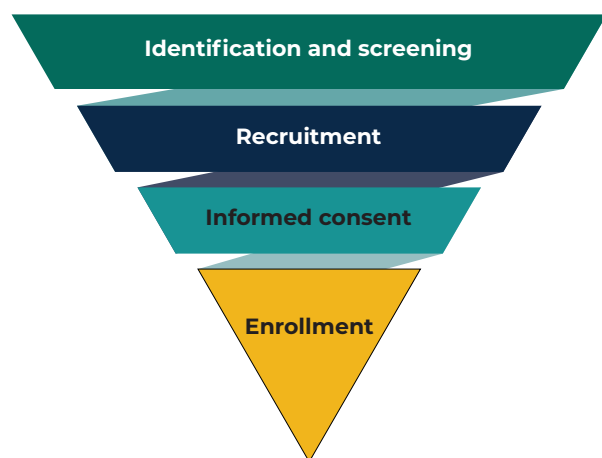 Identification and screening
Recruitment
Informed consent
Enrollment